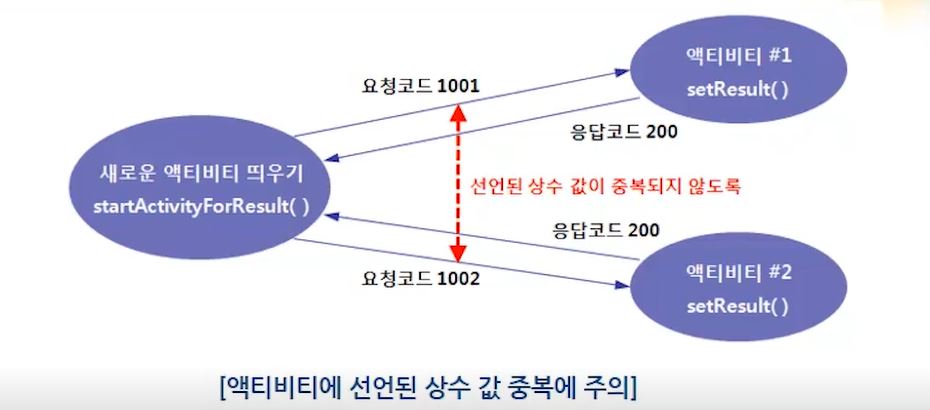 액티비티 #1
setResult( )
요청코드 1001
응답코드 200
새로운 액티비티 띄우기
startActivityForResult( )
선언된 상수 값이 중복되지 않도록
응답코드 200
요청코드 1002
액티비티 #2
setResult( )
[액티비티에 선언된 상수 값 중복에 주의]